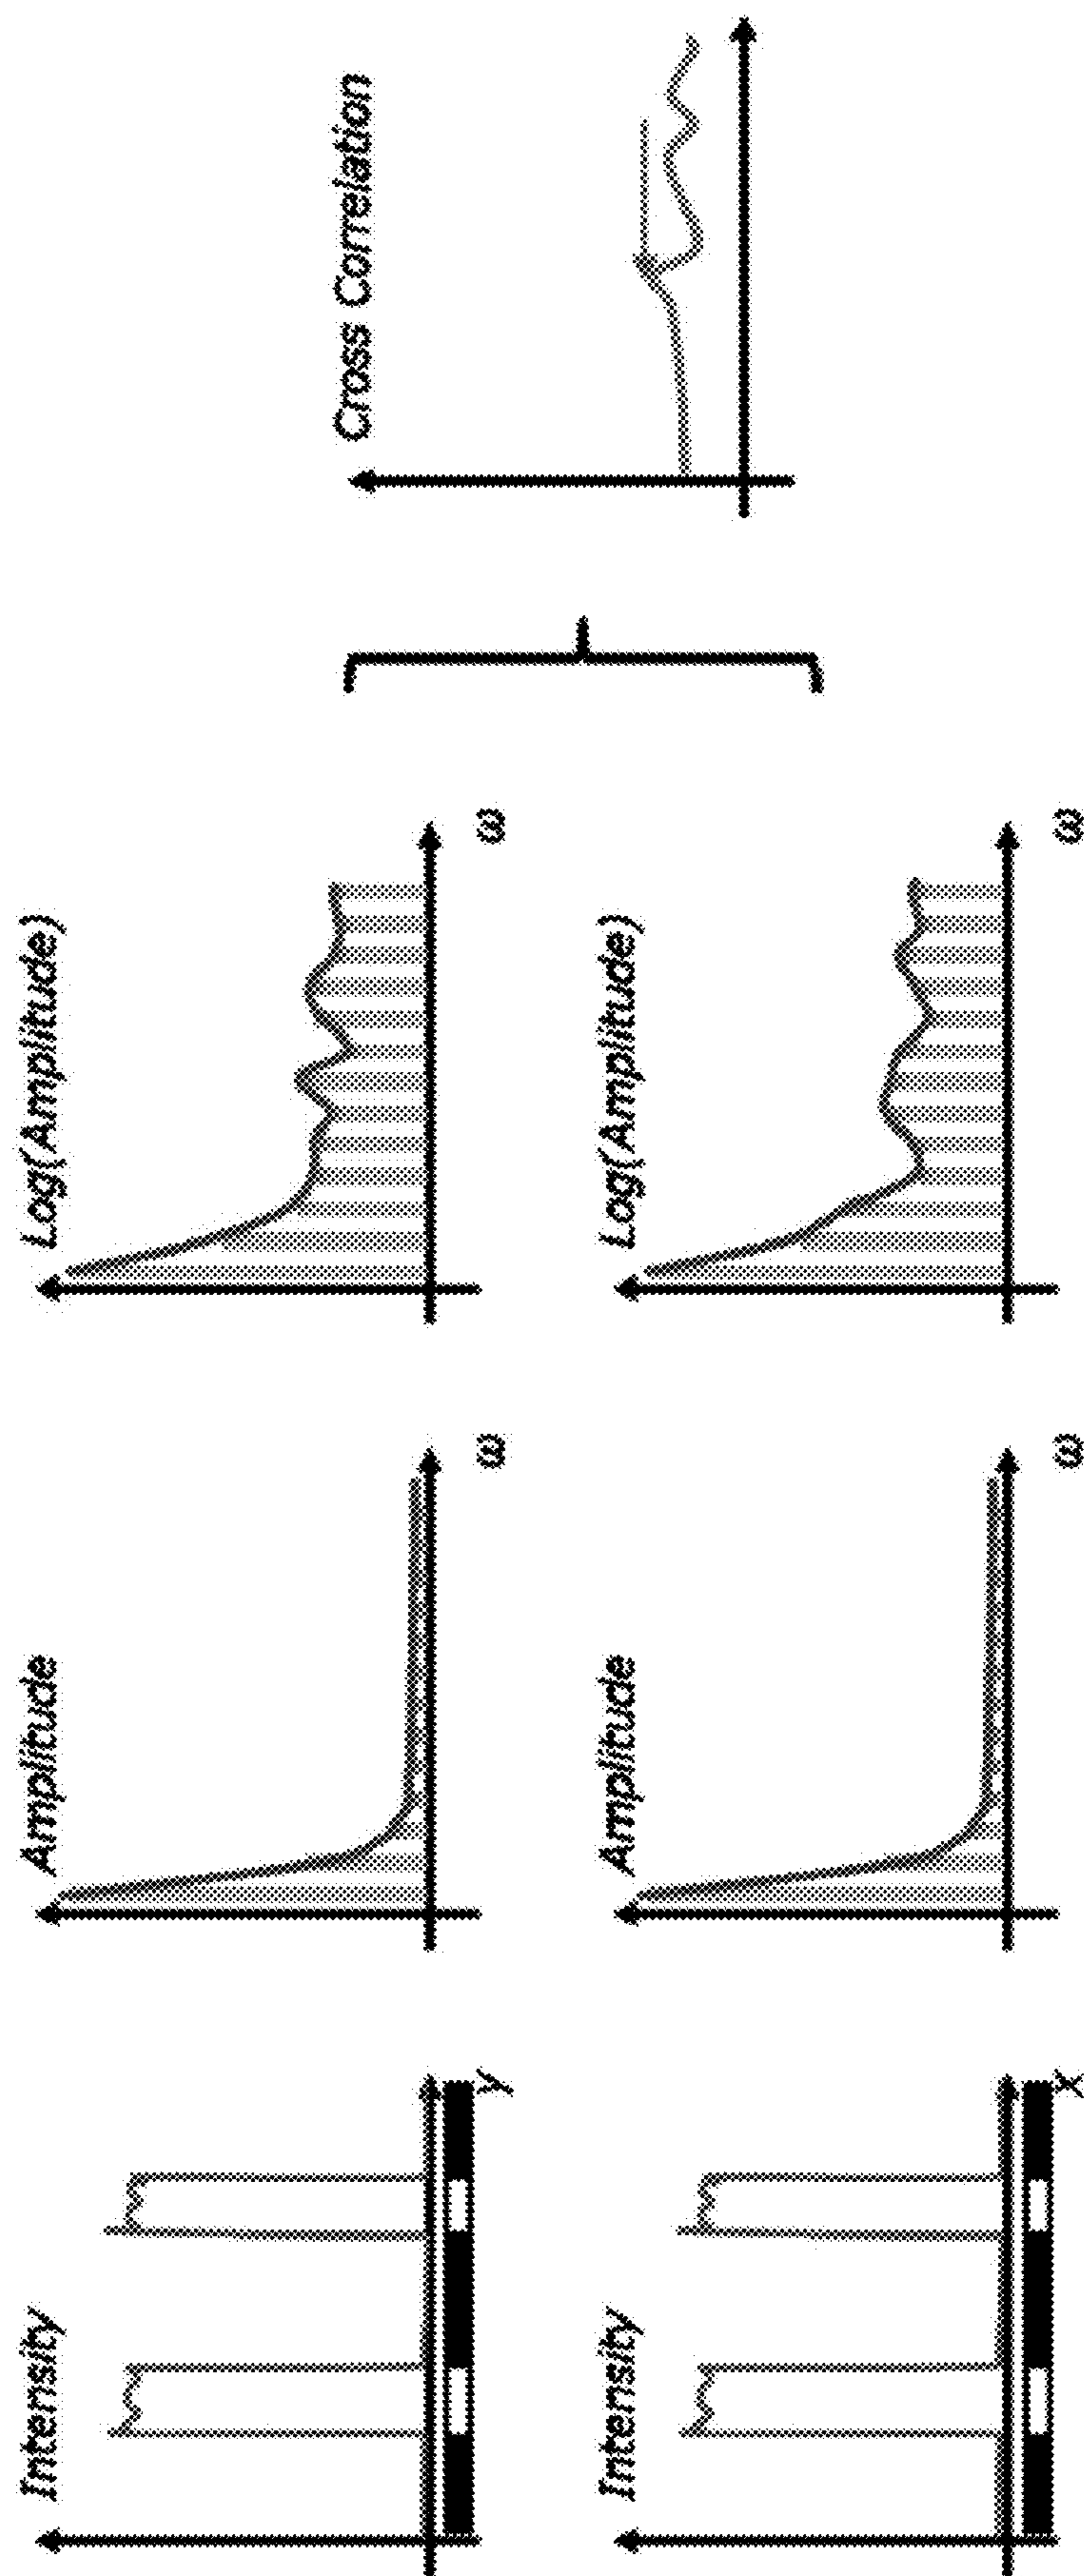 Intensity
y
Amplitude
ω
Log(Amplitude)
ω
Intensity
x
Amplitude
ω
Log(Amplitude)
ω
Cross Correlation